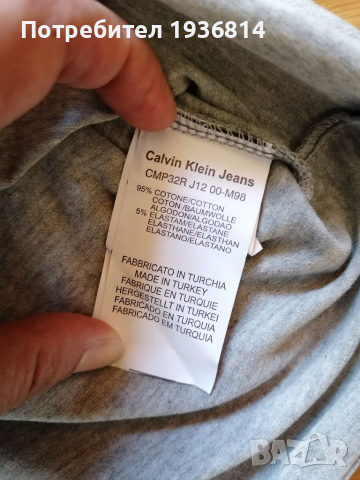 Потребител 1936814
Calvin Klein Jeans
CMP32R J12 00-M98
95% COTONE/COTTON
COTON /BAUMWOLLE
ALGODON/ALGODAO
5% ELASTAM/ELASTANE
ELASTHANE/ELASTHAN
ELASTANO/ELASTANO
FABBRICATO IN TURCHIA
MADE IN TURKEY
FABRIQUE EN TURQUIE
HERGESTELLT IN TURKEI
FABRICADO EN TURQUIA
FABRICADO EM TURQUIA
BAZAR